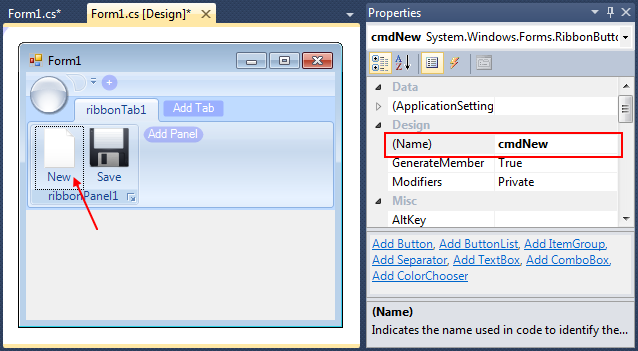 Form1.cs*
Form1.cs [Design]*
Form1
ribbonTab1
Add Tab
Add Panel
New
Save
ribbonPanel1
Properties
cmdNew System.Windows.Forms.RibbonButto
Data
(ApplicationSetting
Design
(Name) cmdNew
GenerateMember True
Modifiers Private
Misc
AltKey
Add Button, Add ButtonList, Add ItemGroup,
Add Separator, Add TextBox, Add ComboBox,
Add ColorChooser
(Name)
Indicates the name used in code to identify the...